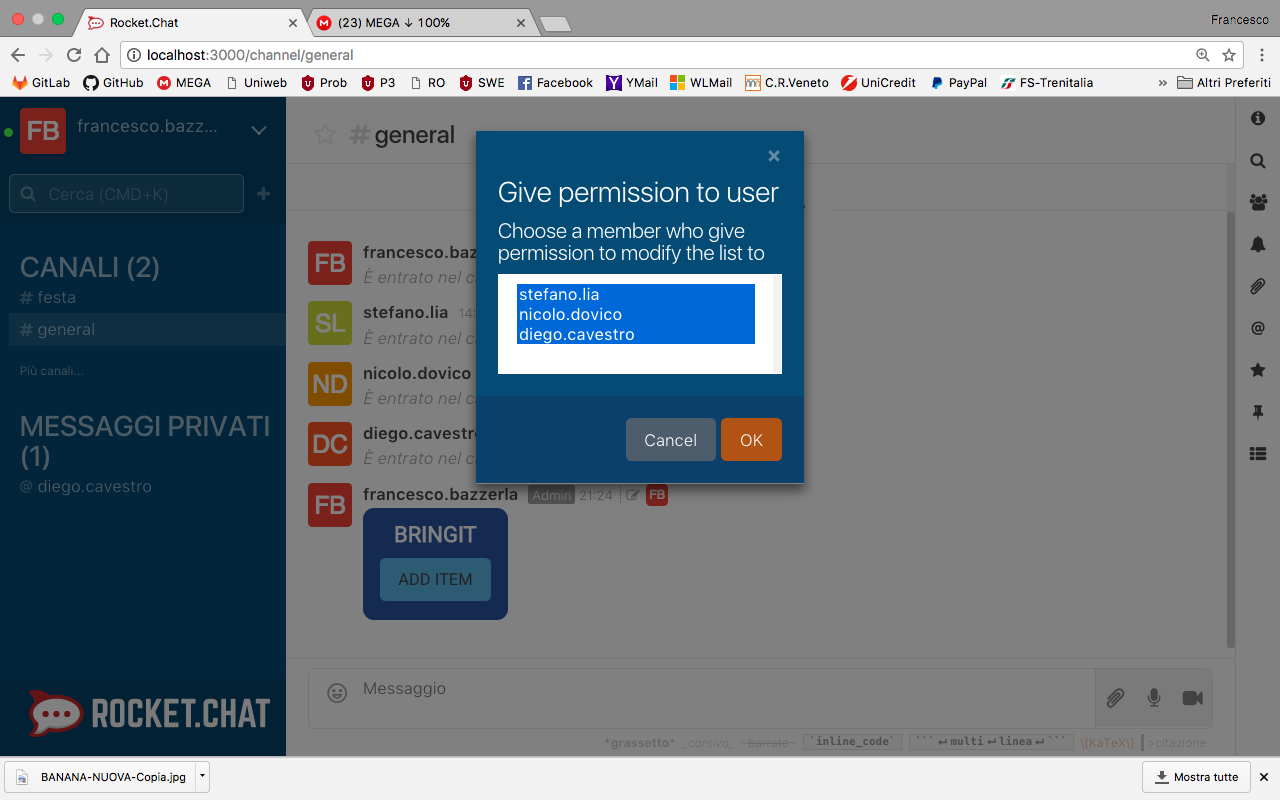 Rocket.Chat
(23) MEGA ↓ 100%
Francesco
localhost:3000/channel/general
GitLab GitHub MEGA Uniweb Prob P3 RO SWE Facebook YMail WLMail C.R.Veneto UniCredit PayPal FS-Trenitalia » Altri Preferiti
FB francesco.bazz...
Cerca (CMD+K)
CANALI (2)
# festa
# general
Più canali...
MESSAGGI PRIVATI
(1)
@ diego.cavestro
ROCKET.CHAT
#general
FB francesco.baz
È entrato nel c
SL stefano.lia 14:
È entrato nel c
ND nicolo.dovico
È entrato nel c
DC diego.cavestro
È entrato nel c
FB francesco.bazzerla Admin 21:24 FB
BRINGIT
ADD ITEM
×
Give permission to user
Choose a member who give
permission to modify the list to
stefano.lia
nicolo.dovico
diego.cavestro
Cancel OK
Messaggio
*grassetto* _corsivo_ ~barrato~ `inline_code` ```↵multi↵linea↵``` \[KaTeX\] >citazione
BANANA-NUOVA-Copia.jpg
Mostra tutte